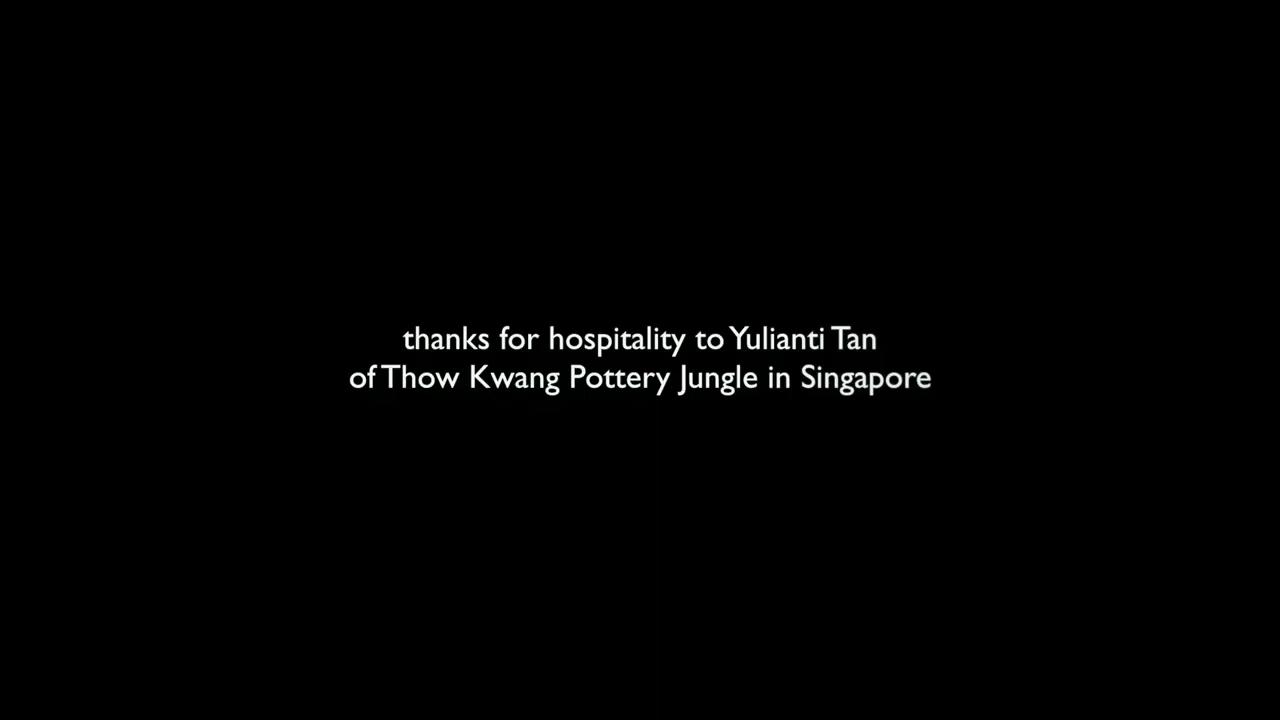 thanks for hospitality to Yulianti Tan
of Thow Kwang Pottery Jungle in Singapore